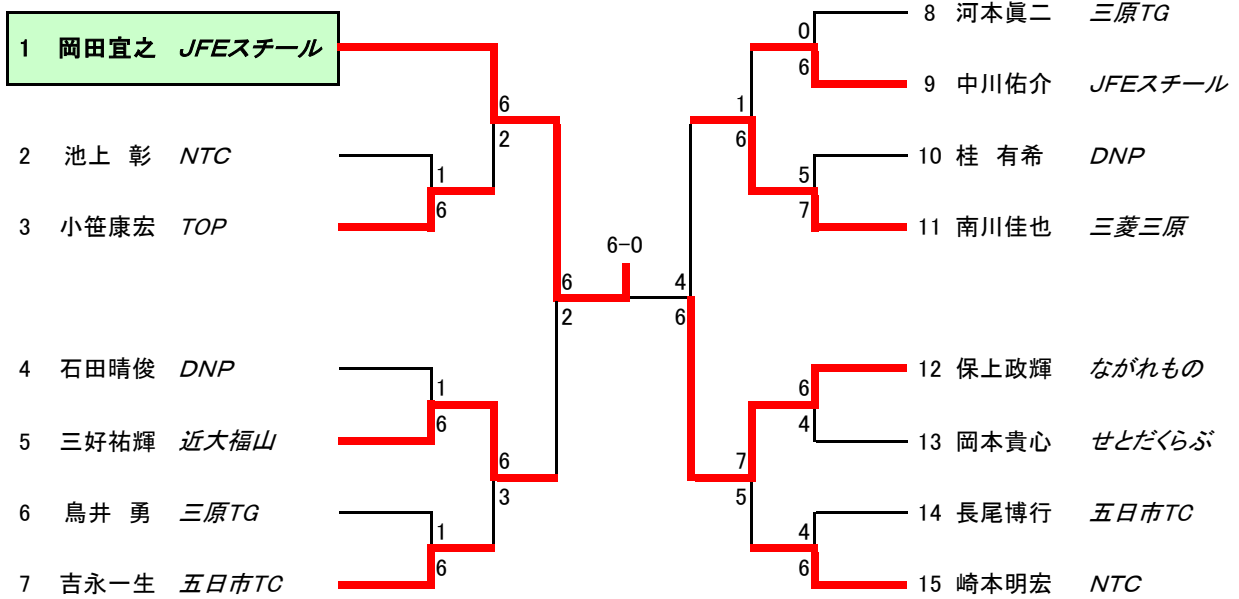 1 岡田宜之 JFEスチール
6
2
2 池上 彰 NTC
1
6
3 小笹康宏 TOP
6
2
4 石田晴俊 DNP
1
6
5 三好祐輝 近大福山
6
3
6 鳥井 勇 三原TG
1
6
7 吉永一生 五日市TC
6-0
8 河本眞二 三原TG
0
6
9 中川佑介 JFEスチール
1
6
10 桂 有希 DNP
5
7
11 南川佳也 三菱三原
4
6
12 保上政輝 ながれもの
6
4
13 岡本貴心 せとだくらぶ
7
5
14 長尾博行 五日市TC
4
6
15 崎本明宏 NTC